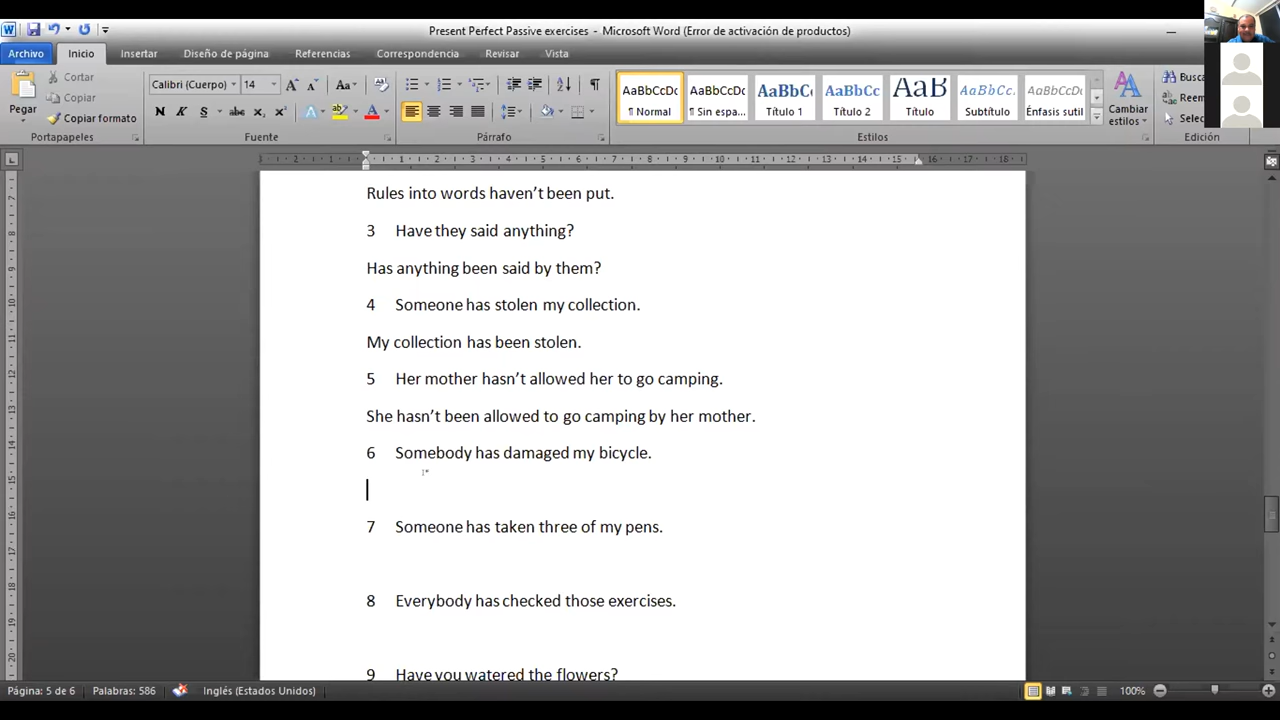 Present Perfect Passive exercises - Microsoft Word (Error de activación de productos)
Archivo Inicio Insertar Diseño de página Referencias Correspondencia Revisar Vista
Cortar
Copiar
Copiar formato
Pegar
Portapapeles
Calibri (Cuerpo) 14
Fuente
Párrafo
AaBbCcDc AaBbCcDc AaBbC AaBbCc AaB AaBbCc. AaBbCcDc
¶ Normal ¶ Sin espa... Título 1 Título 2 Título Subtítulo Énfasis sutil
Cambiar
estilos
Estilos
Busca
Reem
Selec
Edición
Rules into words haven't been put.
3 Have they said anything?
Has anything been said by them?
4 Someone has stolen my collection.
My collection has been stolen.
5 Her mother hasn't allowed her to go camping.
She hasn't been allowed to go camping by her mother.
6 Somebody has damaged my bicycle.
7 Someone has taken three of my pens.
8 Everybody has checked those exercises.
9 Have you watered the flowers?
Página: 5 de 6 Palabras: 586 Inglés (Estados Unidos) 100%